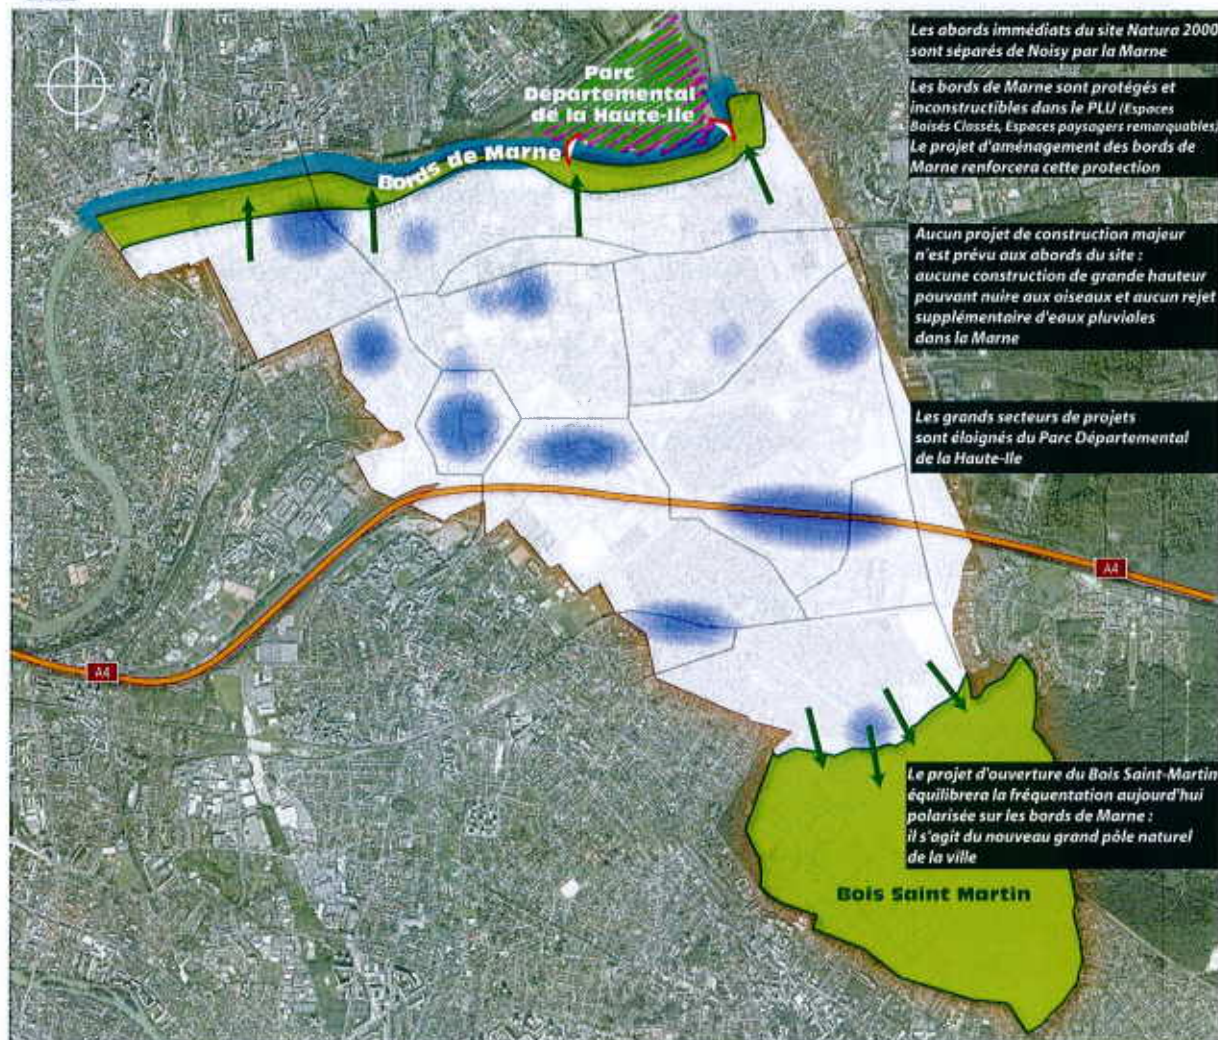 Les abords immédiats du site Natura 2000
sont séparés de Noisy par la Marne
Les bords de Marne sont protégés et
inconstructibles dans le PLU (Espaces
Boisés Classés, Espaces paysagers remarquables)
Le projet d'aménagement des bords de
Marne renforcera cette protection
Parc
Départemental
de la Haute-Ile
Bords de Marne
Aucun projet de construction majeur
n'est prévu aux abords du site :
aucune construction de grande hauteur
pouvant nuire aux oiseaux et aucun rejet
supplémentaire d'eaux pluviales
dans la Marne
Les grands secteurs de projets
sont éloignés du Parc Départemental
de la Haute-Ile
A4
A4
Le projet d'ouverture du Bois Saint-Martin
équilibrera la fréquentation aujourd'hui
polarisée sur les bords de Marne :
il s'agit du nouveau grand pôle naturel
de la ville
Bois Saint Martin